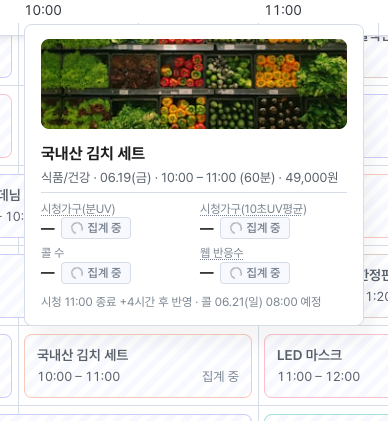 10:00
11:00
국내산 김치 세트
식품/건강 · 06.19(금) · 10:00 – 11:00 (60분) · 49,000원
시청가구(분UV)
시청가구(10초UV평균)
— 집계 중
— 집계 중
콜 수
웹 반응수
— 집계 중
— 집계 중
시청 11:00 종료 +4시간 후 반영 · 콜 06.21(일) 08:00 예정
데님
- 10:
1:20
국내산 김치 세트
10:00 – 11:00
집계 중
LED 마스크
11:00 – 12:00